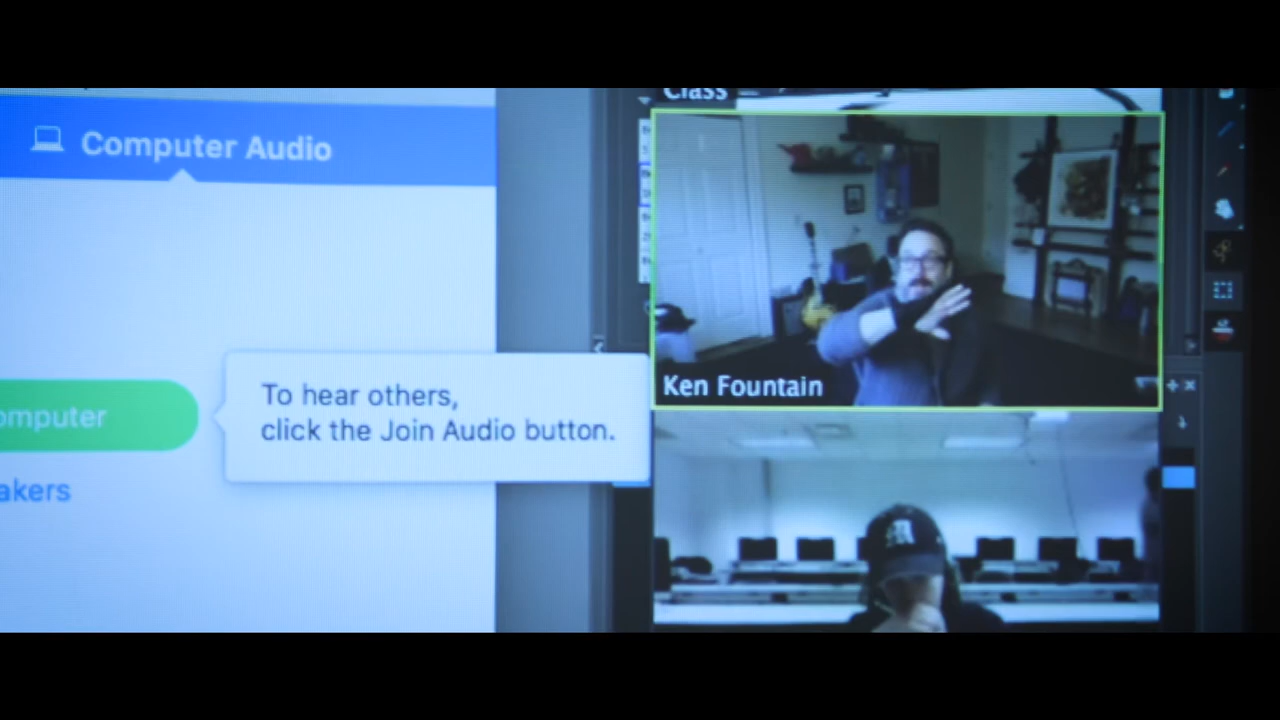 Class
Computer Audio
Ken Fountain
To hear others,
click the Join Audio button.
omputer
akers